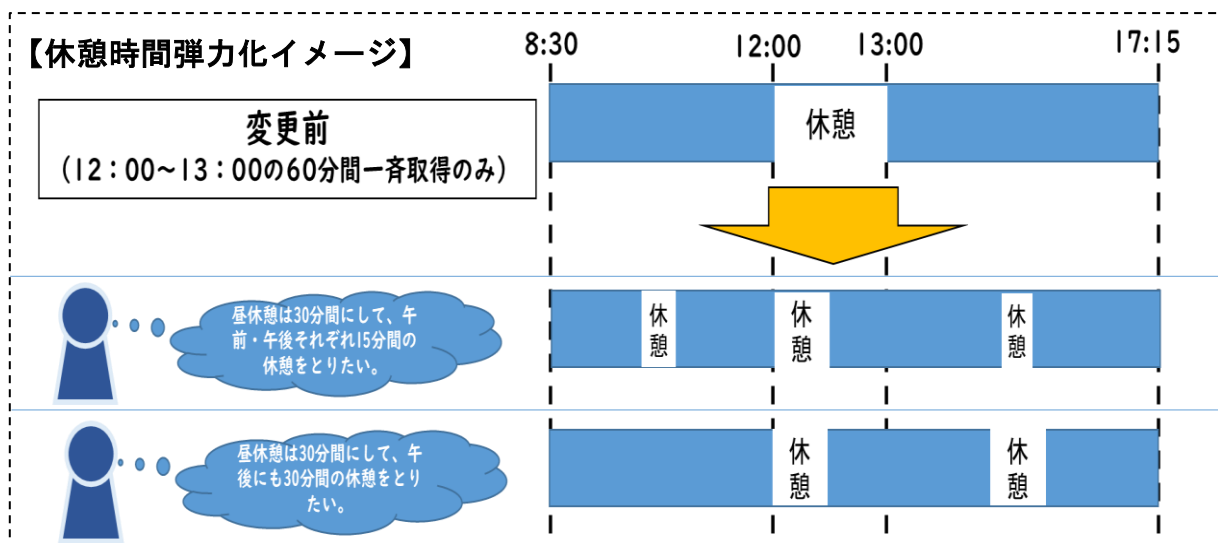 【休憩時間弾力化イメージ】
8:30
12:00
13:00
17:15
変更前
（12：00～13：00の60分間一斉取得のみ）
休憩
昼休憩は30分間にして、午
前・午後それぞれ15分間の
休憩をとりたい。
休憩
休憩
休憩
昼休憩は30分間にして、午
後にも30分間の休憩をとり
たい。
休憩
休憩